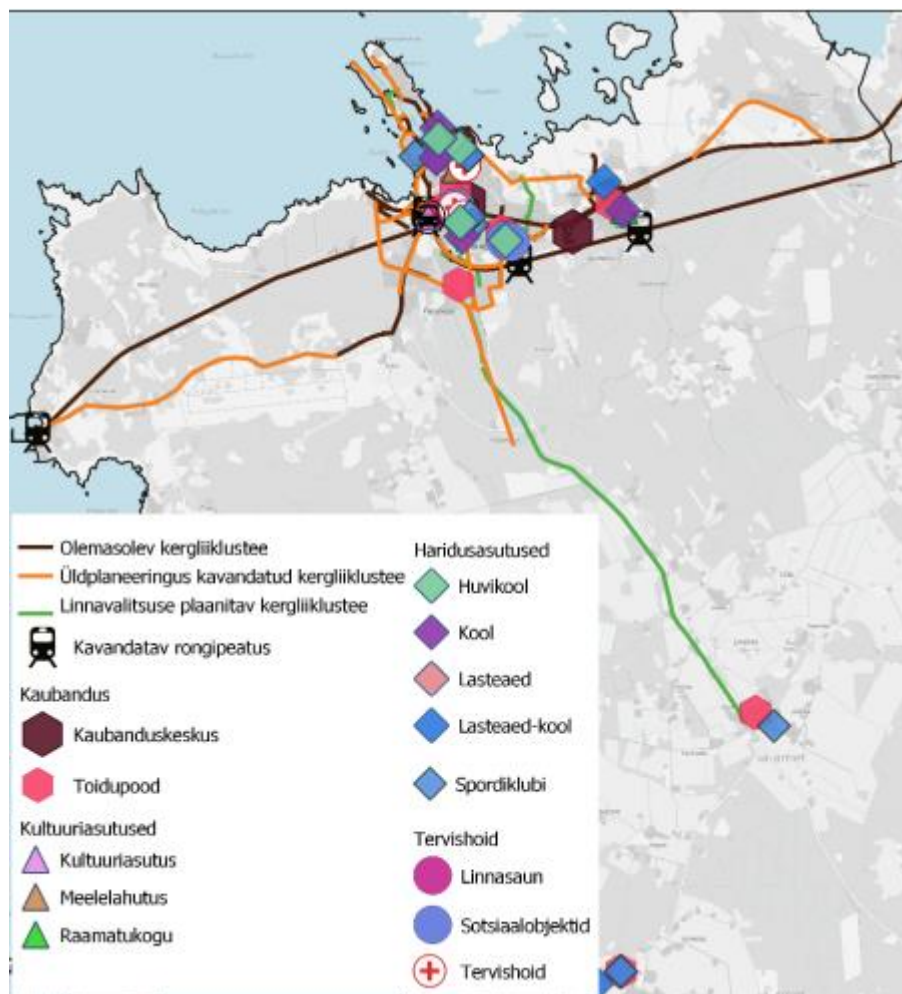 Olemasolev kergliiklustee
Üldplaneeringus kavandatud kergliiklustee
Linnavalitsuse plaanitav kergliiklustee
Kavandatav rongipeatus
Kaubandus
Kaubanduskeskus
Toidupood
Kultuuriasutused
Kultuuriasutus
Meelelahutus
Raamatukogu
Haridusasutused
Huvikool
Kool
Lasteaed
Lasteaed-kool
Spordiklubi
Tervishoid
Linnasaun
Sotsiaalobjektid
Tervishoid